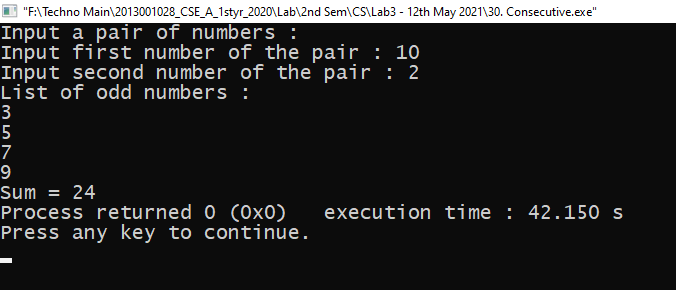 "F:\Techno Main\2013001028_CSE_A_1styr_2020\Lab\2nd Sem\CS\Lab3 - 12th May 2021\30. Consecutive.exe"
Input a pair of numbers :
Input first number of the pair : 10
Input second number of the pair : 2
List of odd numbers :
3
5
7
9
Sum = 24
Process returned 0 (0x0)   execution time : 42.150 s
Press any key to continue.